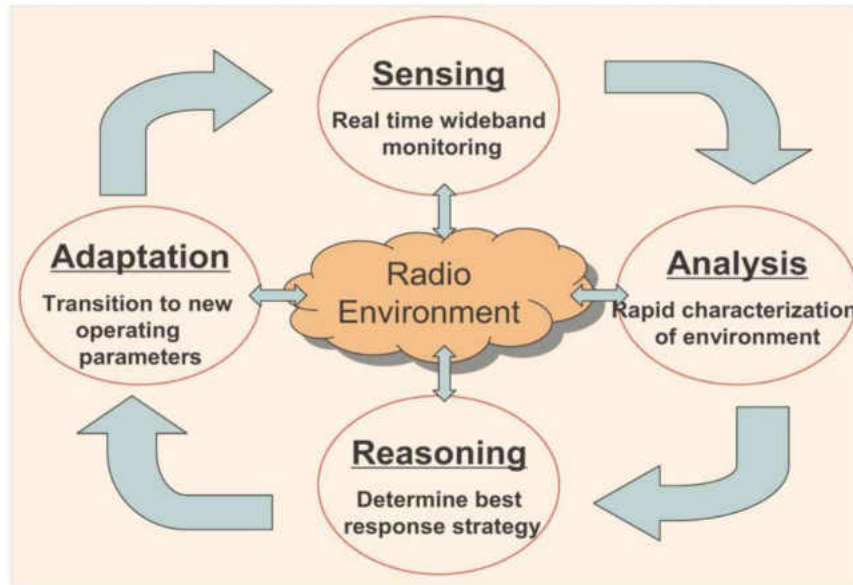 Sensing
Real time wideband
monitoring
Adaptation
Transition to new
operating
parameters
Radio
Environment
Analysis
Rapid characterization
of environment
Reasoning
Determine best
response strategy